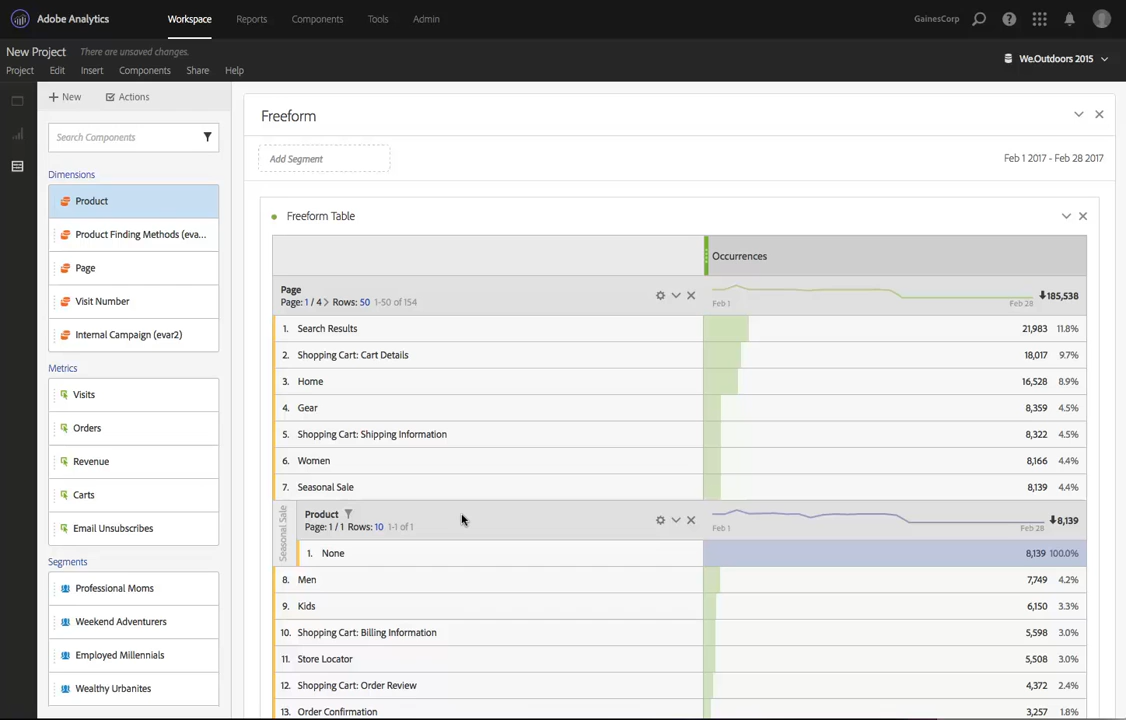 Adobe Analytics Workspace Reports Components Tools Admin GainesCorp
New Project There are unsaved changes.
We.Outdoors 2015
Project Edit Insert Components Share Help
+ New Actions
Search Components
Dimensions
Product
Product Finding Methods (eva...
Page
Visit Number
Internal Campaign (evar2)
Metrics
Visits
Orders
Revenue
Carts
Email Unsubscribes
Segments
Professional Moms
Weekend Adventurers
Employed Millennials
Wealthy Urbanites
Freeform
Add Segment
Feb 1 2017 - Feb 28 2017
Freeform Table
Occurrences
Page
Page: 1 / 4 > Rows: 50 1-50 of 154
Feb 1 Feb 28 185,538
1. Search Results 21,983 11.8%
2. Shopping Cart: Cart Details 18,017 9.7%
3. Home 16,528 8.9%
4. Gear 8,359 4.5%
5. Shopping Cart: Shipping Information 8,322 4.5%
6. Women 8,166 4.4%
7. Seasonal Sale 8,139 4.4%
Seasonal Sale
Product
Page: 1 / 1 Rows: 10 1-1 of 1
Feb 1 Feb 28 8,139
1. None 8,139 100.0%
8. Men 7,749 4.2%
9. Kids 6,150 3.3%
10. Shopping Cart: Billing Information 5,598 3.0%
11. Store Locator 5,508 3.0%
12. Shopping Cart: Order Review 4,372 2.4%
13. Order Confirmation 3,257 1.8%